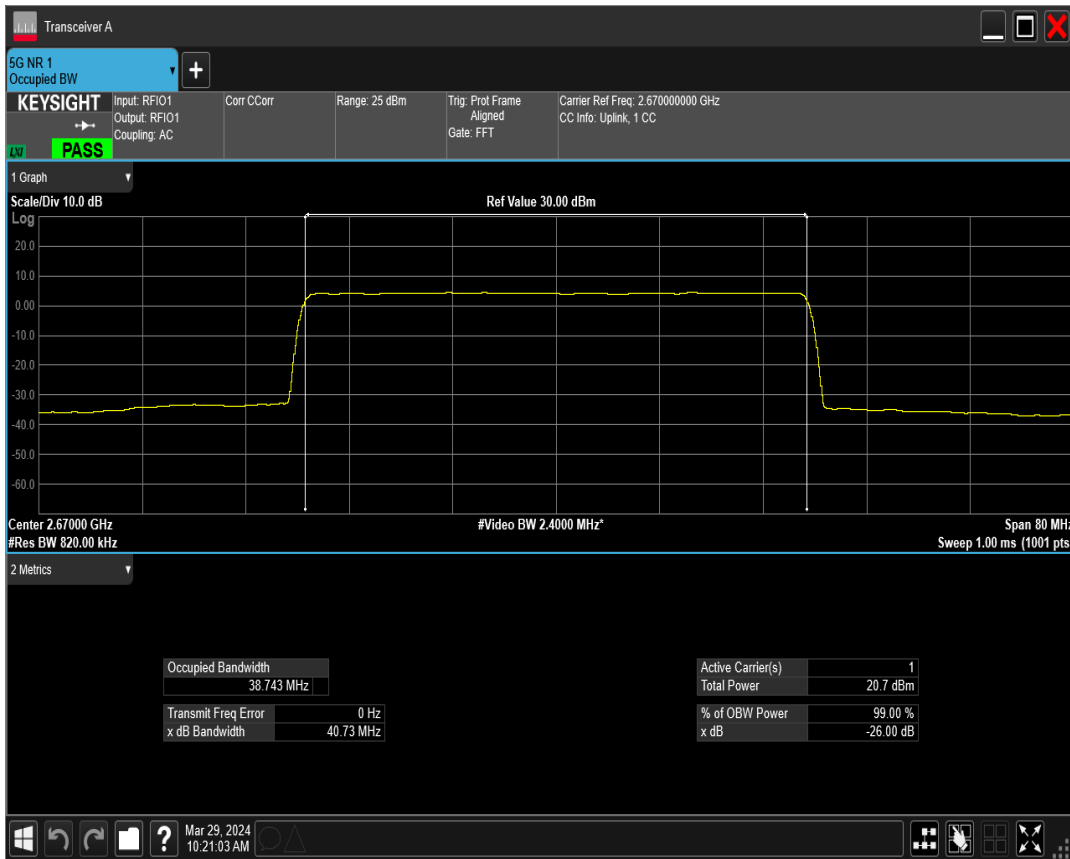 Transceiver A
5G NR 1
Occupied BW
+
KEYSIGHT
LXI
PASS
Input: RFIO1
Output: RFIO1
Coupling: AC
Corr CCorr
Range: 25 dBm
Trig: Prot Frame
Aligned
Gate: FFT
Carrier Ref Freq: 2.670000000 GHz
CC Info: Uplink, 1 CC
1 Graph
Scale/Div 10.0 dB
Ref Value 30.00 dBm
Log
20.0
10.0
0.00
-10.0
-20.0
-30.0
-40.0
-50.0
-60.0
Center 2.67000 GHz
#Video BW 2.4000 MHz*
Span 80 MHz
#Res BW 820.00 kHz
Sweep 1.00 ms (1001 pts
2 Metrics
Occupied Bandwidth
38.743 MHz
Transmit Freq Error 0 Hz
x dB Bandwidth 40.73 MHz
Active Carrier(s) 1
Total Power 20.7 dBm
% of OBW Power 99.00 %
x dB -26.00 dB
?
Mar 29, 2024
10:21:03 AM